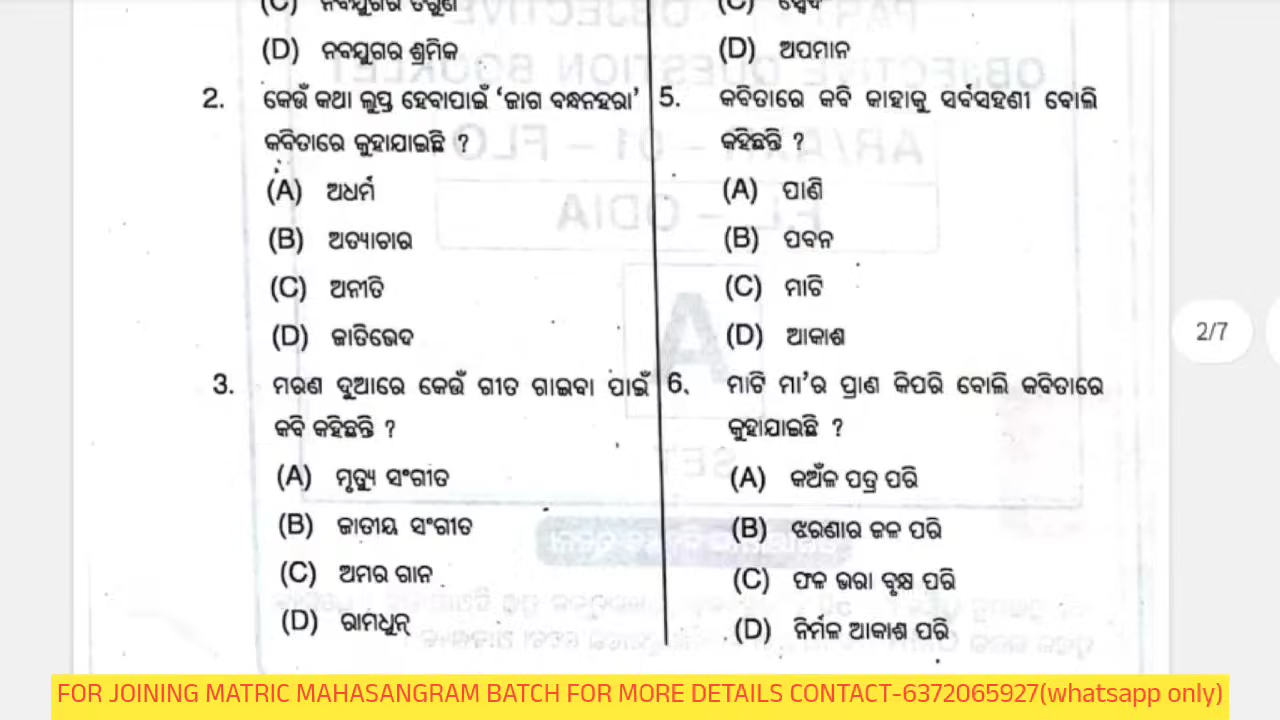 (C) ନବଯୁଗର ତରୁଣ
(D) ନବଯୁଗର ଶ୍ରମିକ
2. କେଉଁ କଥା ଲୁପ୍ତ ହେବାପାଇଁ ‘ଜାଗ ବନ୍ଧନହରା’
କବିତାରେ କୁହାଯାଇଛି ?
(A) ଅଧର୍ମ
(B) ଅତ୍ୟାଚାର
(C) ଅନୀତି
(D) ଜାତିଭେଦ
3. ମରଣ ଦୁଆରେ କେଉଁ ଗୀତ ଗାଇବା ପାଇଁ
କବି କହିଛନ୍ତି ?
(A) ମୃତ୍ୟୁ ସଂଗୀତ
(B) ଜାତୀୟ ସଂଗୀତ
(C) ଅମର ଗାନ
(D) ରାମଧୁନ୍
(C)
(D) ଅପମାନ
5. କବିତାରେ କବି କାହାକୁ ସର୍ବସହଣୀ ବୋଲି
କହିଛନ୍ତି ?
(A) ପାଣି
(B) ପବନ
(C) ମାଟି
(D) ଆକାଶ
6. ମାଟି ମା’ର ପ୍ରାଣ କିପରି ବୋଲି କବିତାରେ
କୁହାଯାଇଛି ?
(A) କଅଁଳ ପତ୍ର ପରି
(B) ଝରଣାର ଜଳ ପରି
(C) ଫଳ ଭରା ବୃକ୍ଷ ପରି
(D) ନିର୍ମଳ ଆକାଶ ପରି
2/7
FOR JOINING MATRIC MAHASANGRAM BATCH FOR MORE DETAILS CONTACT-6372065927(whatsapp only)